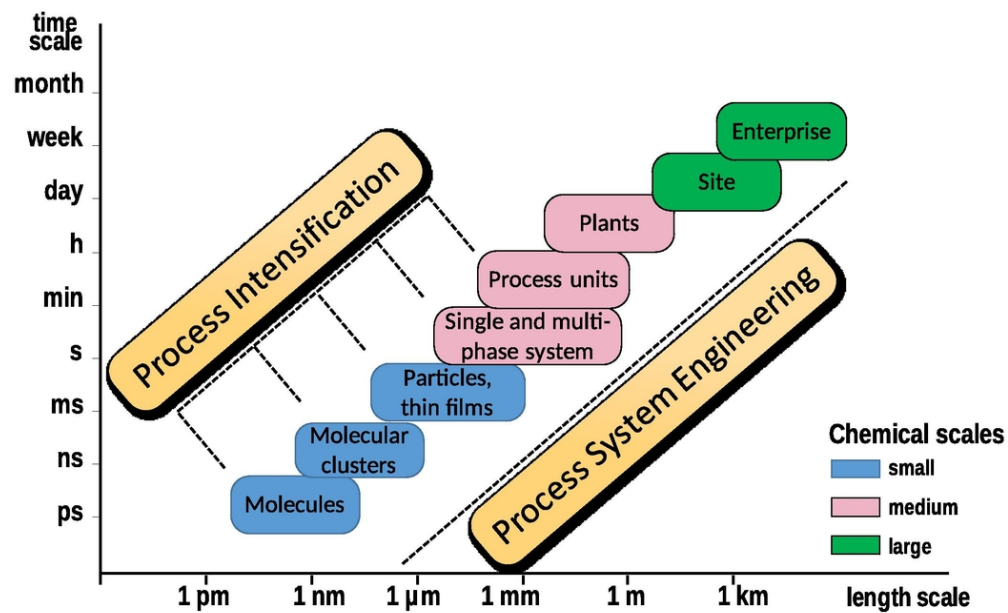 time
scale
month
week
day
h
min
s
ms
ns
ps
Process Intensification
Enterprise
Site
Plants
Process units
Single and multi-
phase system
Particles,
thin films
Molecular
clusters
Molecules
Process System Engineering
Chemical scales
small
medium
large
1 pm
1 nm
1 µm
1 mm
1 m
1 km
length scale